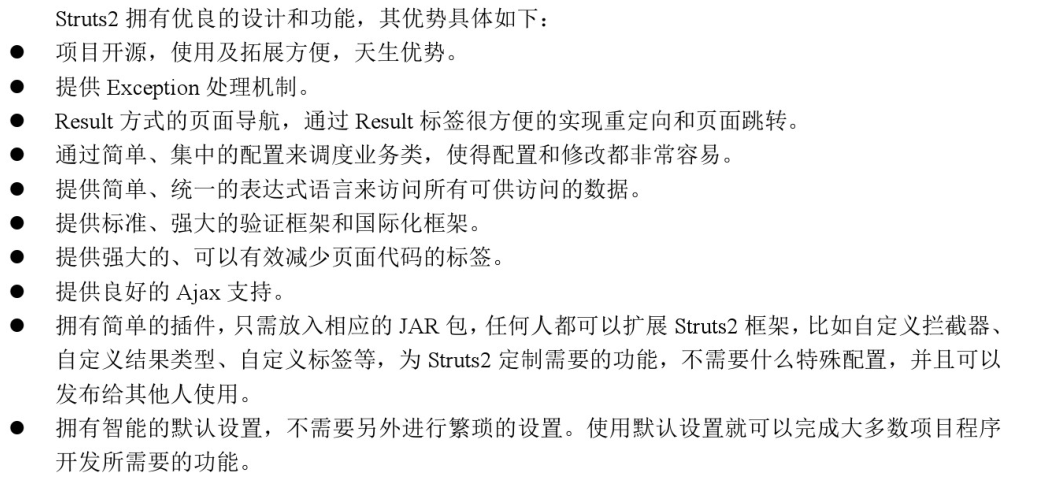 Struts2 拥有优良的设计和功能，其优势具体如下：
● 项目开源，使用及拓展方便，天生优势。
● 提供 Exception 处理机制。
● Result 方式的页面导航，通过 Result 标签很方便的实现重定向和页面跳转。
● 通过简单、集中的配置来调度业务类，使得配置和修改都非常容易。
● 提供简单、统一的表达式语言来访问所有可供访问的数据。
● 提供标准、强大的验证框架和国际化框架。
● 提供强大的、可以有效减少页面代码的标签。
● 提供良好的 Ajax 支持。
● 拥有简单的插件，只需放入相应的 JAR 包，任何人都可以扩展 Struts2 框架，比如自定义拦截器、
自定义结果类型、自定义标签等，为 Struts2 定制需要的功能，不需要什么特殊配置，并且可以
发布给其他人使用。
● 拥有智能的默认设置，不需要另外进行繁琐的设置。使用默认设置就可以完成大多数项目程序
开发所需要的功能。